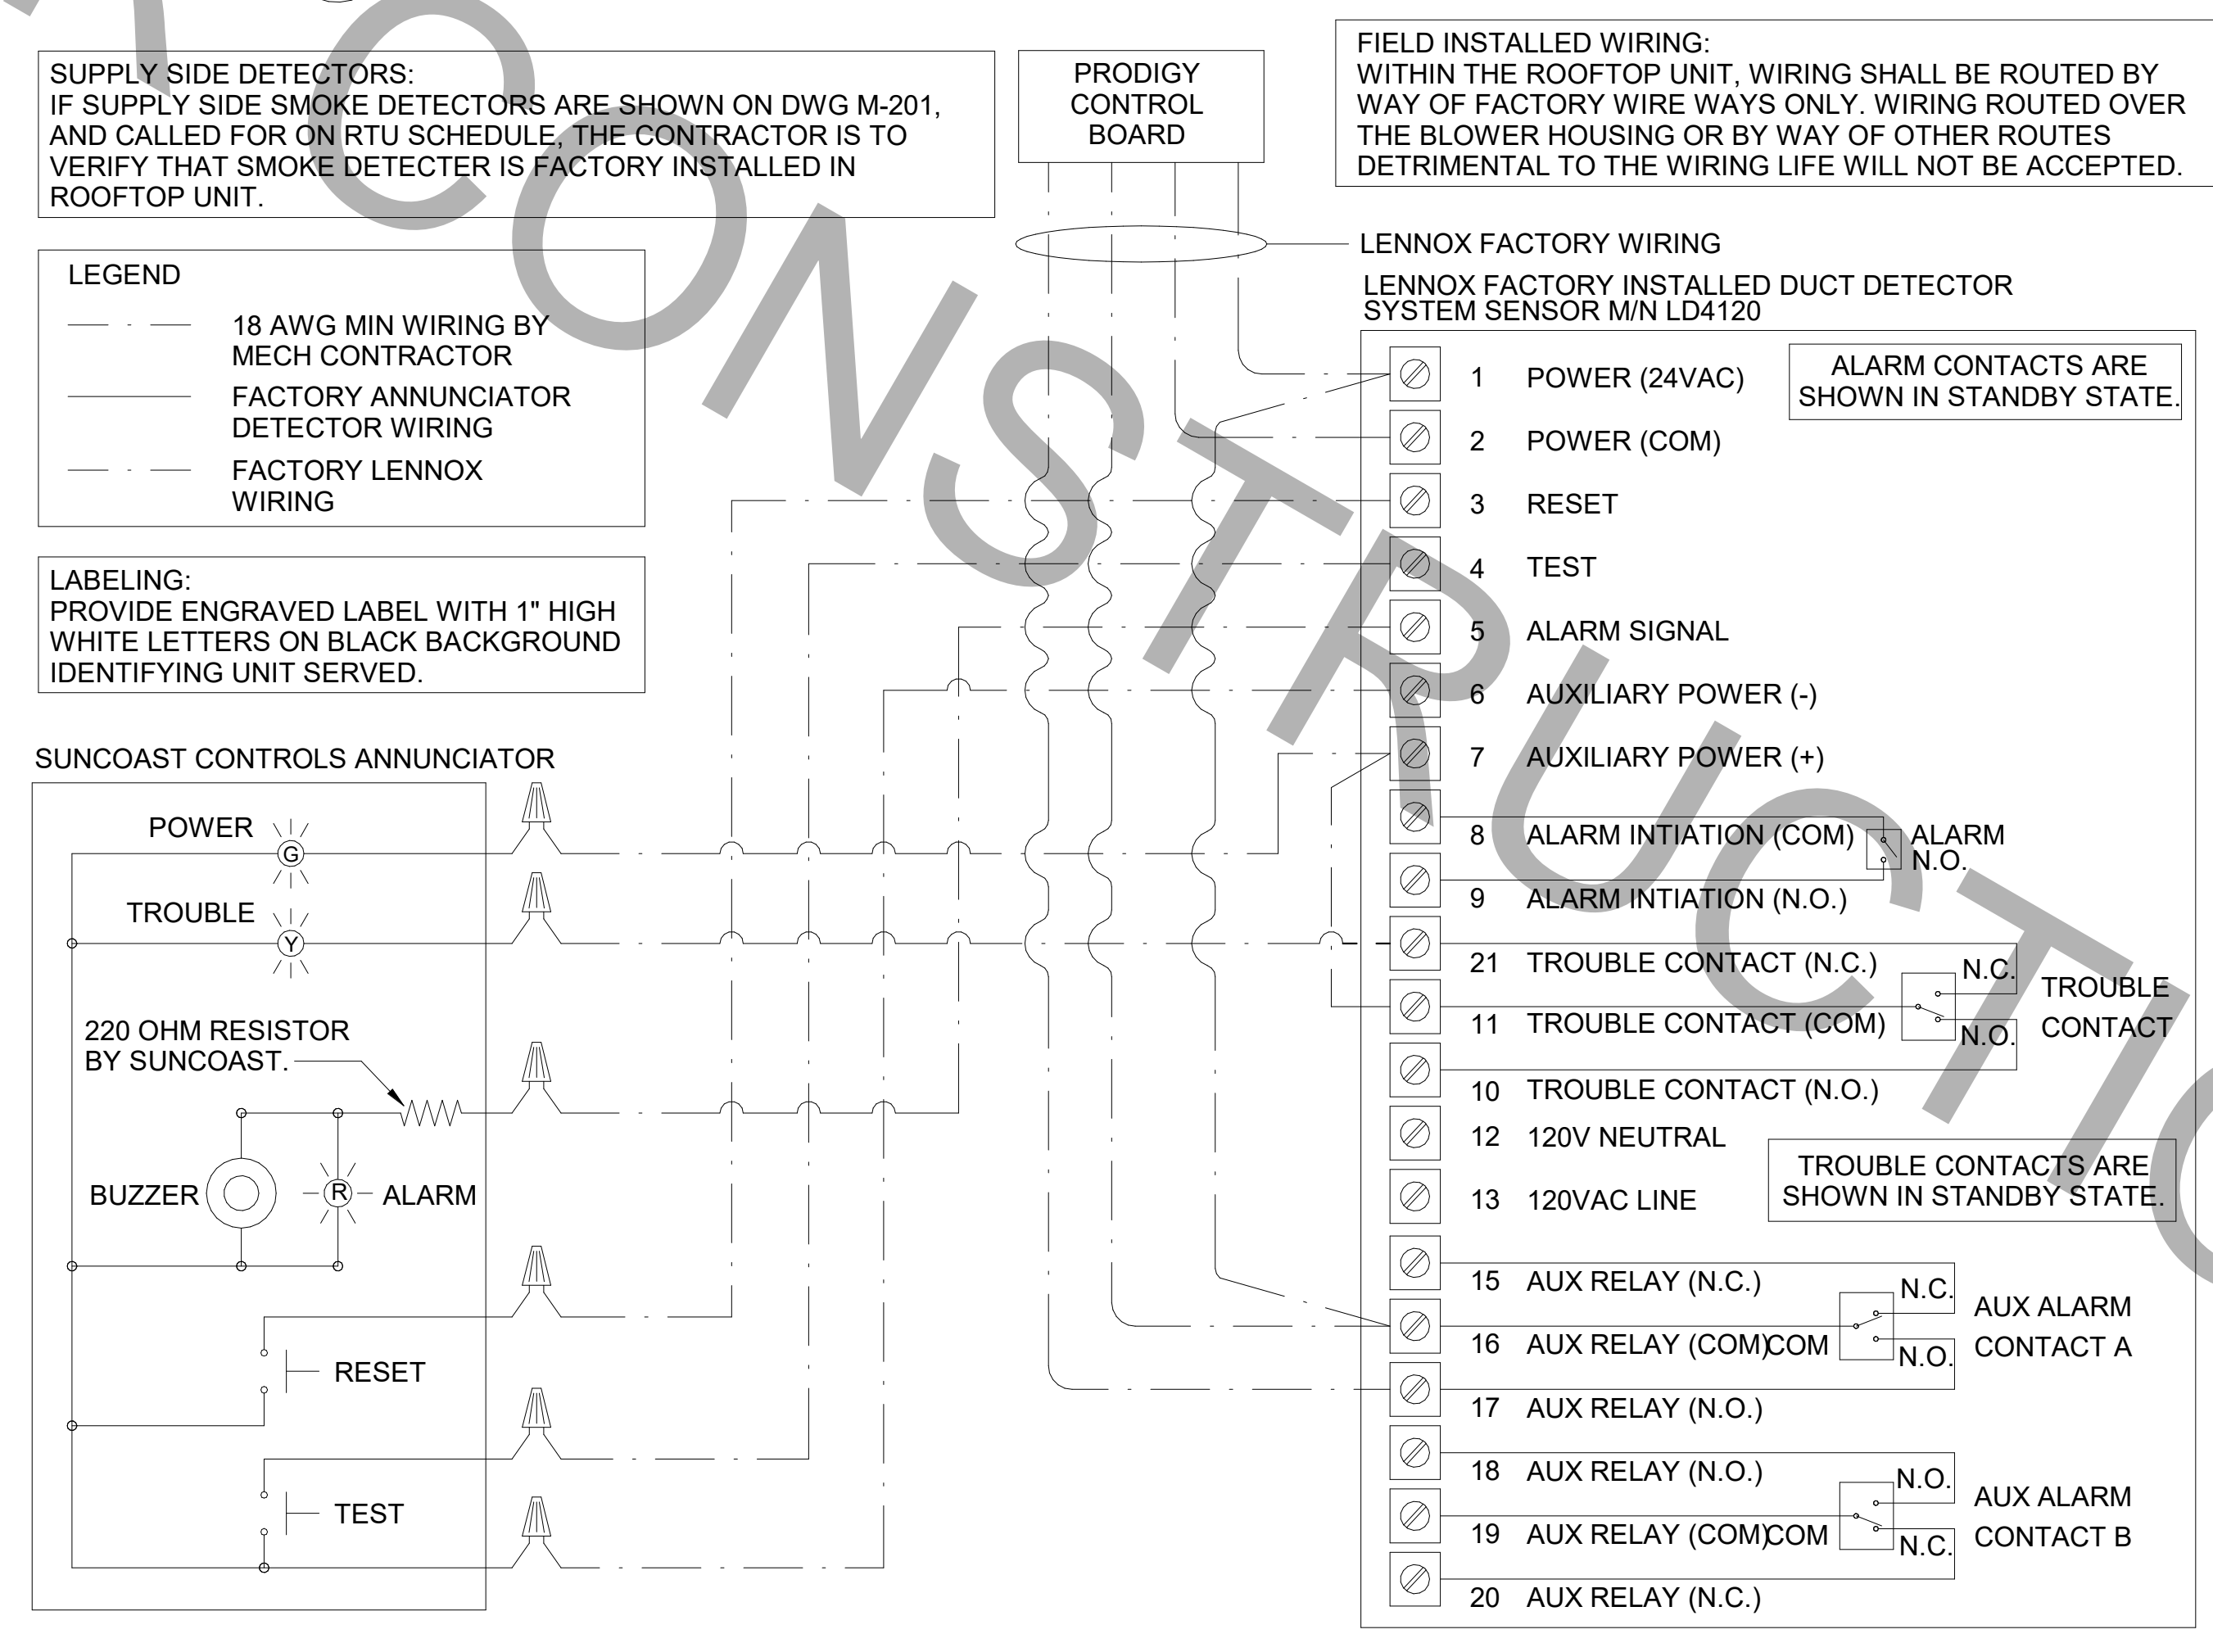 SUPPLY SIDE DETECTORS:
IF SUPPLY SIDE SMOKE DETECTORS ARE SHOWN ON DWG M-201,
AND CALLED FOR ON RTU SCHEDULE, THE CONTRACTOR IS TO
VERIFY THAT SMOKE DETECTER IS FACTORY INSTALLED IN
ROOFTOP UNIT.
PRODIGY
CONTROL
BOARD
FIELD INSTALLED WIRING:
WITHIN THE ROOFTOP UNIT, WIRING SHALL BE ROUTED BY
WAY OF FACTORY WIRE WAYS ONLY. WIRING ROUTED OVER
THE BLOWER HOUSING OR BY WAY OF OTHER ROUTES
DETRIMENTAL TO THE WIRING LIFE WILL NOT BE ACCEPTED.
LENNOX FACTORY WIRING
LEGEND
18 AWG MIN WIRING BY
MECH CONTRACTOR
FACTORY ANNUNCIATOR
DETECTOR WIRING
FACTORY LENNOX
WIRING
LABELING:
PROVIDE ENGRAVED LABEL WITH 1" HIGH
WHITE LETTERS ON BLACK BACKGROUND
IDENTIFYING UNIT SERVED.
SUNCOAST CONTROLS ANNUNCIATOR
POWER
G
TROUBLE
Y
220 OHM RESISTOR
BY SUNCOAST.
BUZZER
R
ALARM
RESET
TEST
LENNOX FACTORY INSTALLED DUCT DETECTOR
SYSTEM SENSOR M/N LD4120
1 POWER (24VAC)
ALARM CONTACTS ARE
SHOWN IN STANDBY STATE.
2 POWER (COM)
3 RESET
4 TEST
5 ALARM SIGNAL
6 AUXILIARY POWER (-)
7 AUXILIARY POWER (+)
8 ALARM INTIATION (COM)
ALARM
N.O.
9 ALARM INTIATION (N.O.)
21 TROUBLE CONTACT (N.C.)
N.C.
TROUBLE
CONTACT
11 TROUBLE CONTACT (COM)
N.O.
10 TROUBLE CONTACT (N.O.)
12 120V NEUTRAL
13 120VAC LINE
TROUBLE CONTACTS ARE
SHOWN IN STANDBY STATE.
15 AUX RELAY (N.C.)
N.C.
AUX ALARM
CONTACT A
16 AUX RELAY (COM)COM
N.O.
17 AUX RELAY (N.O.)
18 AUX RELAY (N.O.)
N.O.
AUX ALARM
CONTACT B
19 AUX RELAY (COM)COM
N.C.
20 AUX RELAY (N.C.)
CONSTRUCTIO